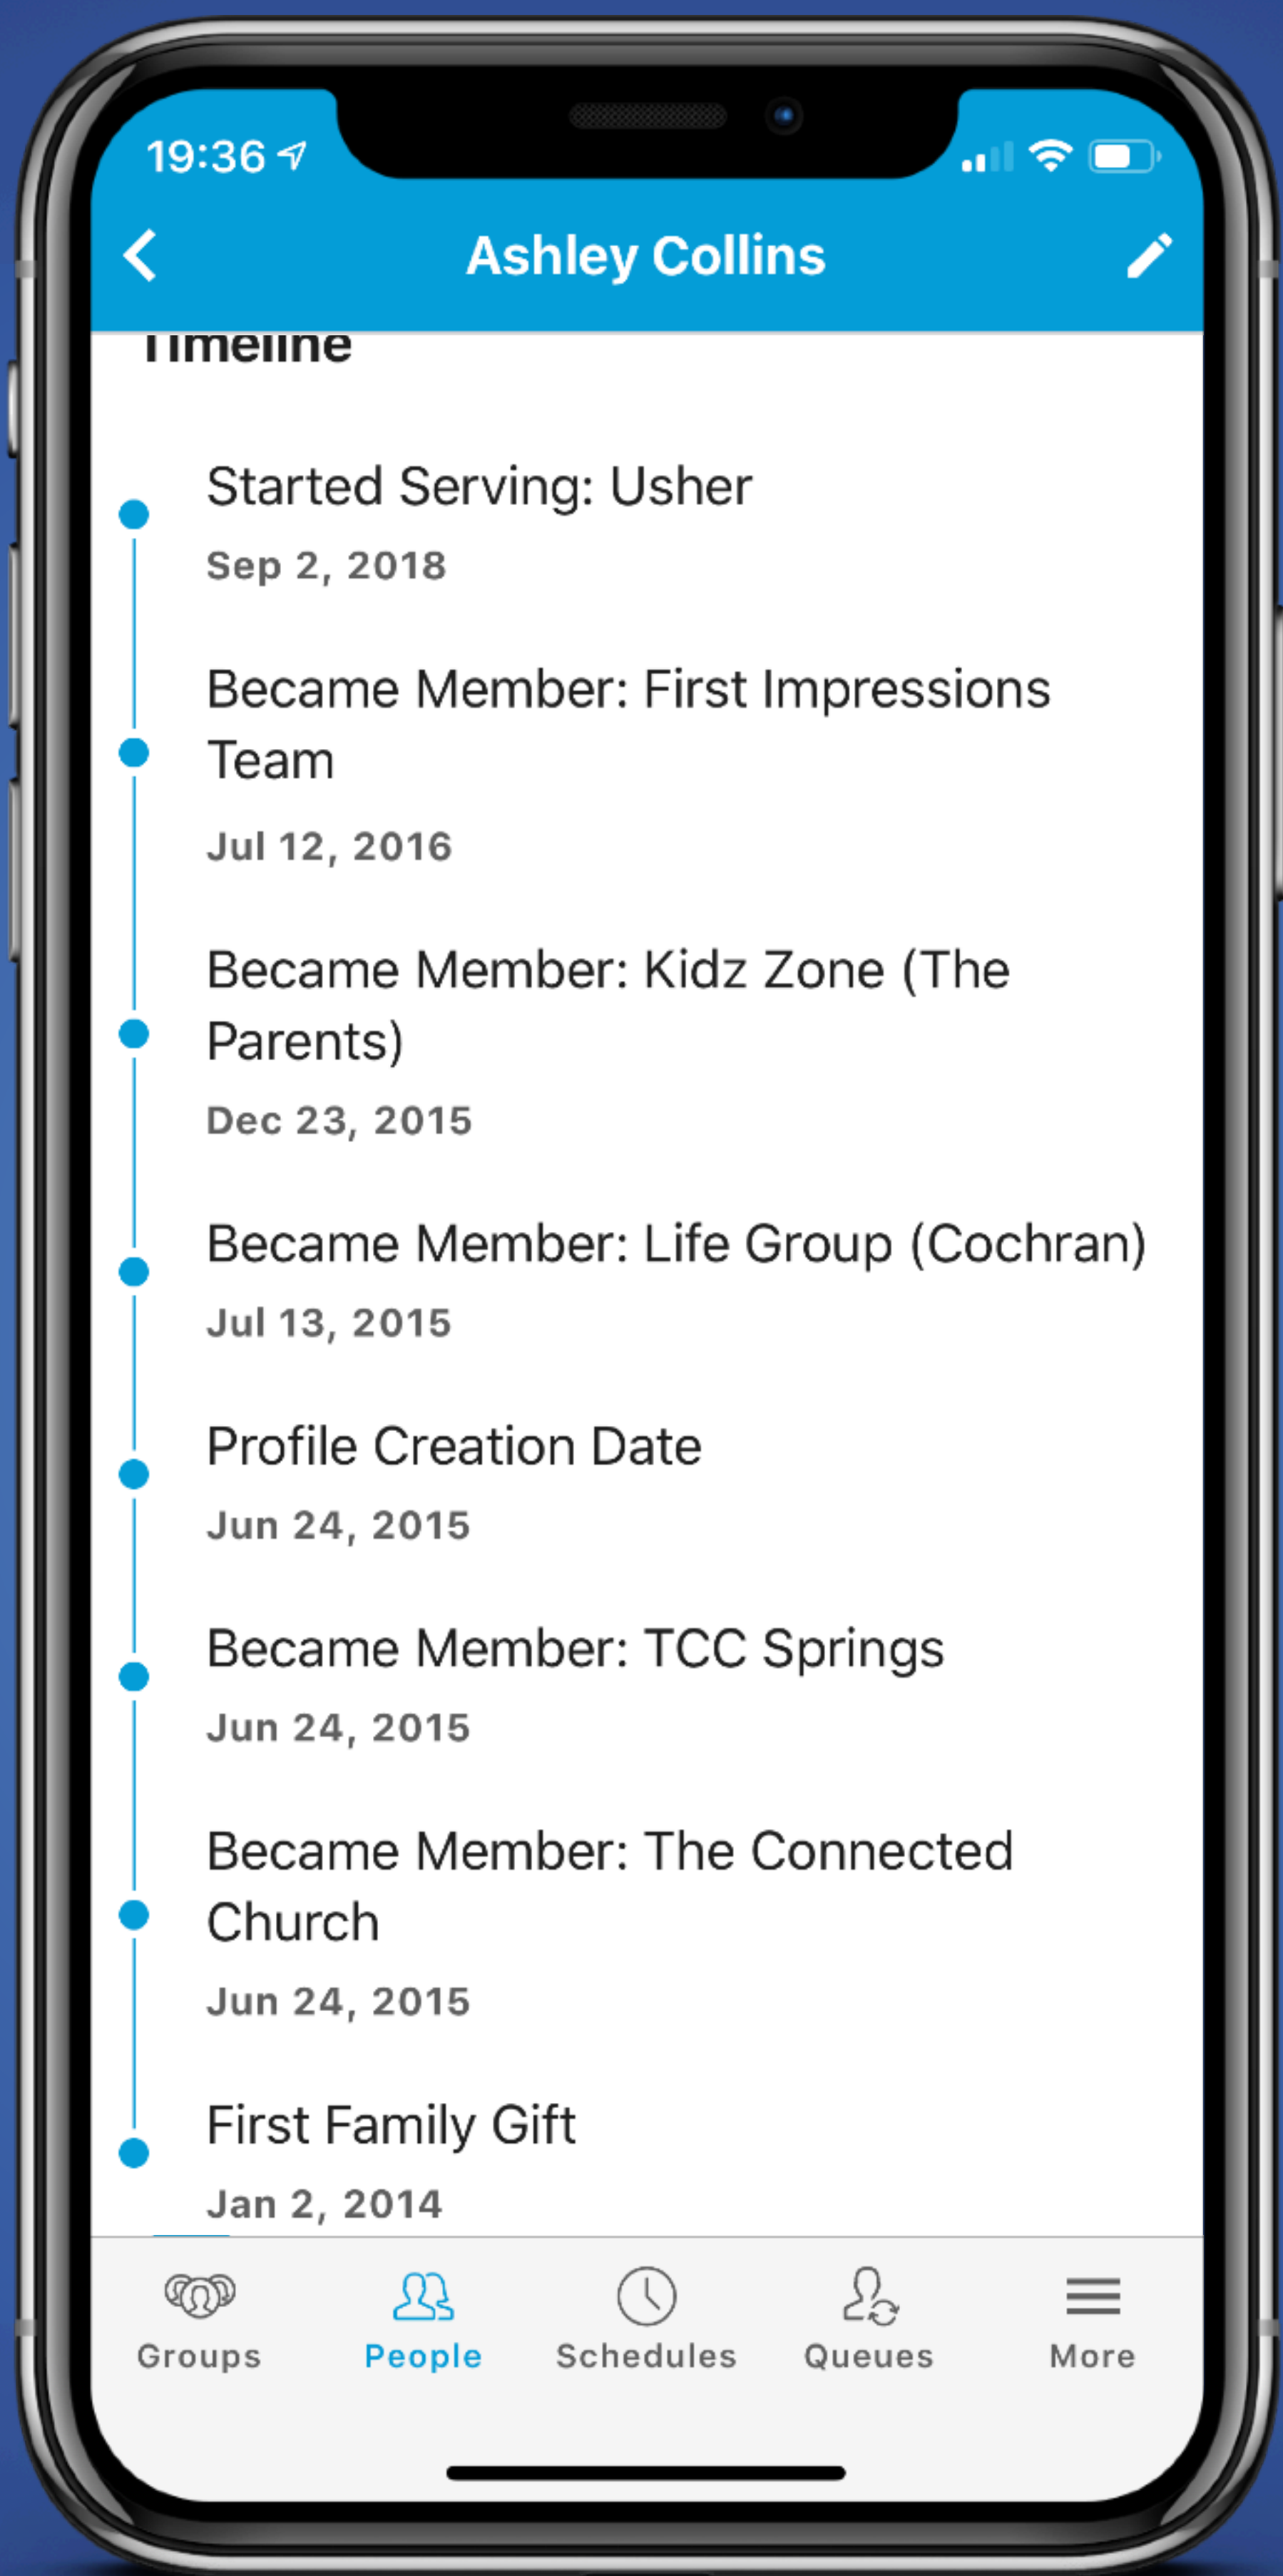 19:36
Ashley Collins
Timeline
Started Serving: Usher
Sep 2, 2018
Became Member: First Impressions
Team
Jul 12, 2016
Became Member: Kidz Zone (The
Parents)
Dec 23, 2015
Became Member: Life Group (Cochran)
Jul 13, 2015
Profile Creation Date
Jun 24, 2015
Became Member: TCC Springs
Jun 24, 2015
Became Member: The Connected
Church
Jun 24, 2015
First Family Gift
Jan 2, 2014
Groups People Schedules Queues More